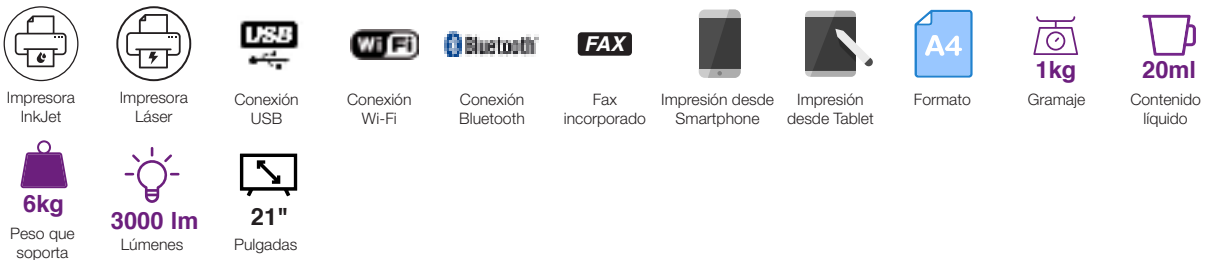 USB
Wi Fi
Bluetooth
FAX
A4
1kg
20ml
Impresora
InkJet
Impresora
Láser
Conexión
USB
Conexión
Wi-Fi
Conexión
Bluetooth
Fax
incorporado
Impresión desde
Smartphone
Impresión
desde Tablet
Formato
Gramaje
Contenido
líquido
6kg
Peso que
soporta
3000 lm
Lúmenes
21"
Pulgadas